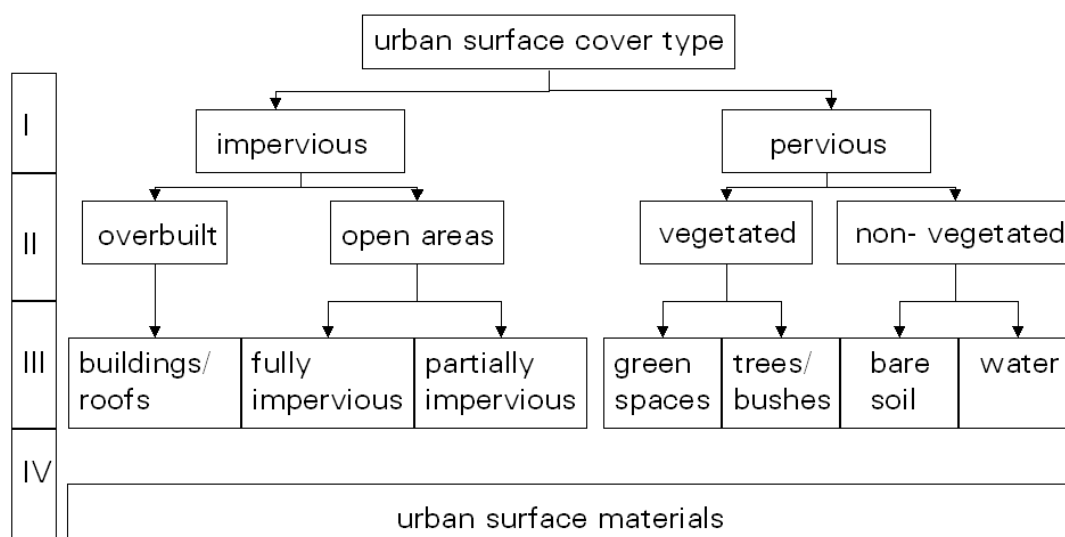 urban surface cover type
I
impervious
pervious
II
overbuilt
open areas
vegetated
non- vegetated
III
buildings/
roofs
fully
impervious
partially
impervious
green
spaces
trees/
bushes
bare
soil
water
IV
urban surface materials